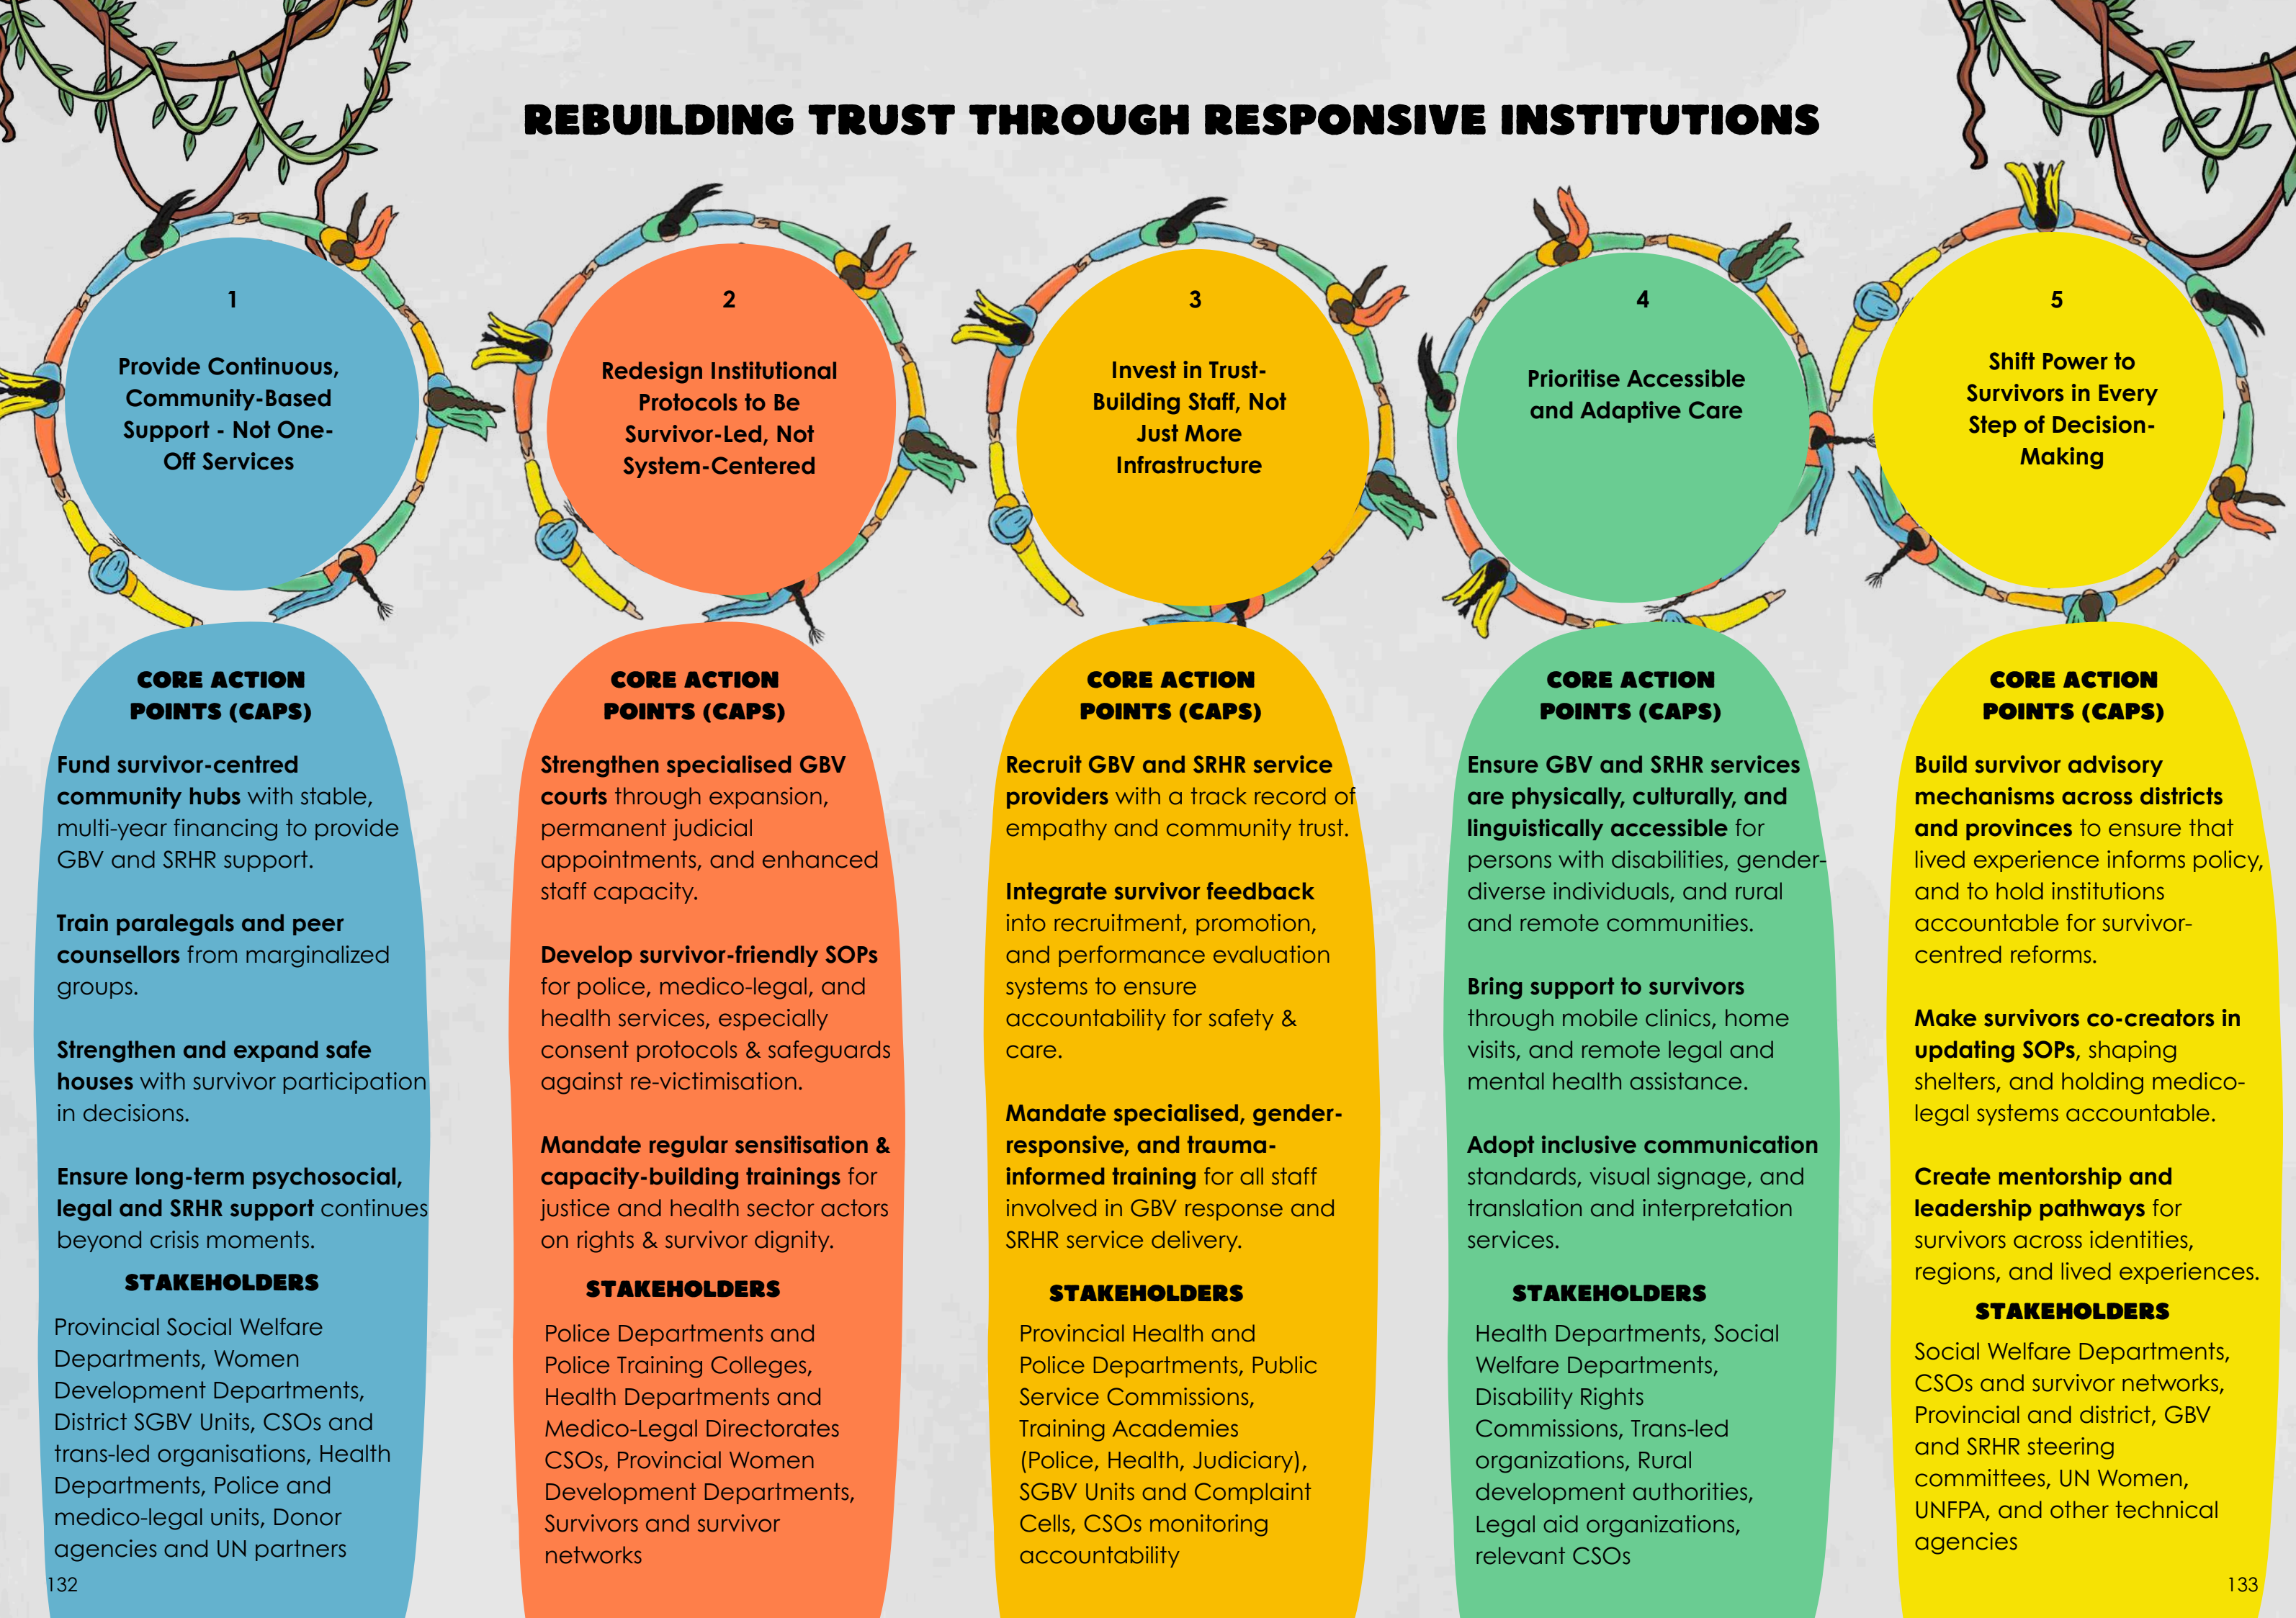 REBUILDING TRUST THROUGH RESPONSIVE INSTITUTIONS
1
Provide Continuous,
Community-Based
Support - Not One-
Off Services
CORE ACTION
POINTS (CAPS)
Fund survivor-centred
community hubs with stable,
multi-year financing to provide
GBV and SRHR support.
Train paralegals and peer
counsellors from marginalized
groups.
Strengthen and expand safe
houses with survivor participation
in decisions.
Ensure long-term psychosocial,
legal and SRHR support continues
beyond crisis moments.
STAKEHOLDERS
Provincial Social Welfare
Departments, Women
Development Departments,
District SGBV Units, CSOs and
trans-led organisations, Health
Departments, Police and
medico-legal units, Donor
agencies and UN partners
132
2
Redesign Institutional
Protocols to Be
Survivor-Led, Not
System-Centered
CORE ACTION
POINTS (CAPS)
Strengthen specialised GBV
courts through expansion,
permanent judicial
appointments, and enhanced
staff capacity.
Develop survivor-friendly SOPs
for police, medico-legal, and
health services, especially
consent protocols & safeguards
against re-victimisation.
Mandate regular sensitisation &
capacity-building trainings for
justice and health sector actors
on rights & survivor dignity.
STAKEHOLDERS
Police Departments and
Police Training Colleges,
Health Departments and
Medico-Legal Directorates
CSOs, Provincial Women
Development Departments,
Survivors and survivor
networks
3
Invest in Trust-
Building Staff, Not
Just More
Infrastructure
CORE ACTION
POINTS (CAPS)
Recruit GBV and SRHR service
providers with a track record of
empathy and community trust.
Integrate survivor feedback
into recruitment, promotion,
and performance evaluation
systems to ensure
accountability for safety &
care.
Mandate specialised, gender-
responsive, and trauma-
informed training for all staff
involved in GBV response and
SRHR service delivery.
STAKEHOLDERS
Provincial Health and
Police Departments, Public
Service Commissions,
Training Academies
(Police, Health, Judiciary),
SGBV Units and Complaint
Cells, CSOs monitoring
accountability
4
Prioritise Accessible
and Adaptive Care
CORE ACTION
POINTS (CAPS)
Ensure GBV and SRHR services
are physically, culturally, and
linguistically accessible for
persons with disabilities, gender-
diverse individuals, and rural
and remote communities.
Bring support to survivors
through mobile clinics, home
visits, and remote legal and
mental health assistance.
Adopt inclusive communication
standards, visual signage, and
translation and interpretation
services.
STAKEHOLDERS
Health Departments, Social
Welfare Departments,
Disability Rights
Commissions, Trans-led
organizations, Rural
development authorities,
Legal aid organizations,
relevant CSOs
5
Shift Power to
Survivors in Every
Step of Decision-
Making
CORE ACTION
POINTS (CAPS)
Build survivor advisory
mechanisms across districts
and provinces to ensure that
lived experience informs policy,
and to hold institutions
accountable for survivor-
centred reforms.
Make survivors co-creators in
updating SOPs, shaping
shelters, and holding medico-
legal systems accountable.
Create mentorship and
leadership pathways for
survivors across identities,
regions, and lived experiences.
STAKEHOLDERS
Social Welfare Departments,
CSOs and survivor networks,
Provincial and district, GBV
and SRHR steering
committees, UN Women,
UNFPA, and other technical
agencies
133